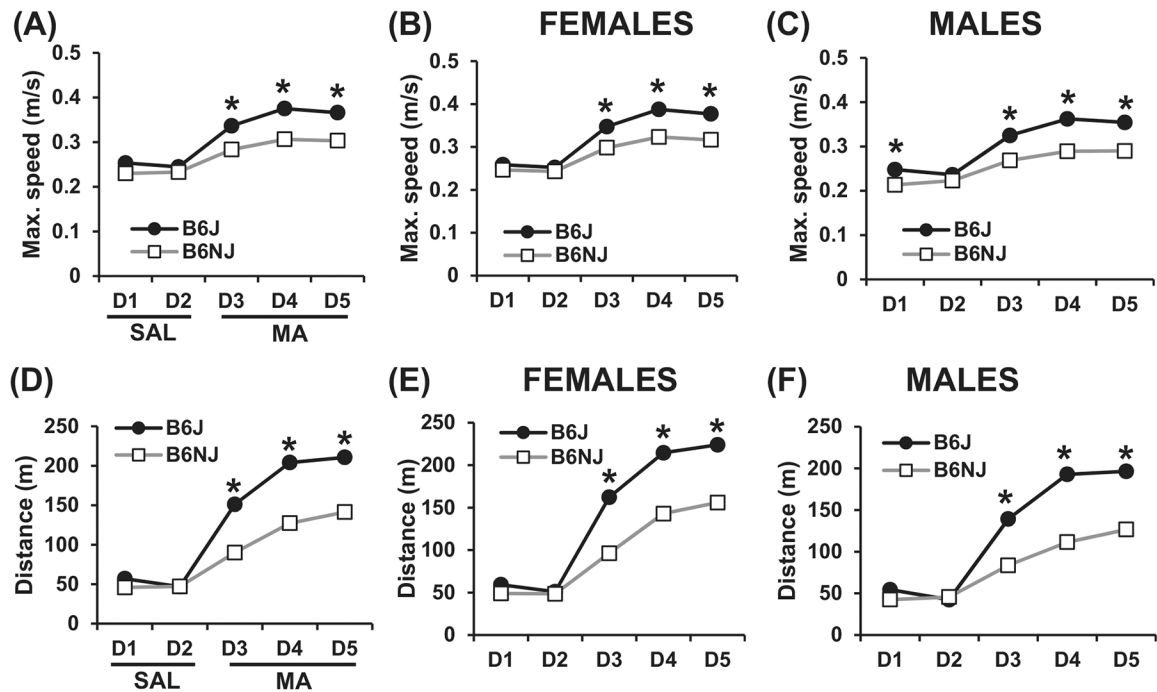 (A)
Max. speed (m/s)
0.5
0.4
0.3
0.2
0.1
0
* * *
B6J
B6NJ
D1 D2 D3 D4 D5
SAL MA
(B) FEMALES
Max. speed (m/s)
0.5
0.4
0.3
0.2
0.1
0
* * *
B6J
B6NJ
D1 D2 D3 D4 D5
(C) MALES
Max. speed (m/s)
0.5
0.4
0.3
0.2
0.1
0
* * * *
B6J
B6NJ
D1 D2 D3 D4 D5
(D)
Distance (m)
250
200
150
100
50
0
B6J
B6NJ
* * *
D1 D2 D3 D4 D5
SAL MA
(E) FEMALES
Distance (m)
250
200
150
100
50
0
B6J
B6NJ
* * *
D1 D2 D3 D4 D5
(F) MALES
Distance (m)
250
200
150
100
50
0
B6J
B6NJ
* * *
D1 D2 D3 D4 D5